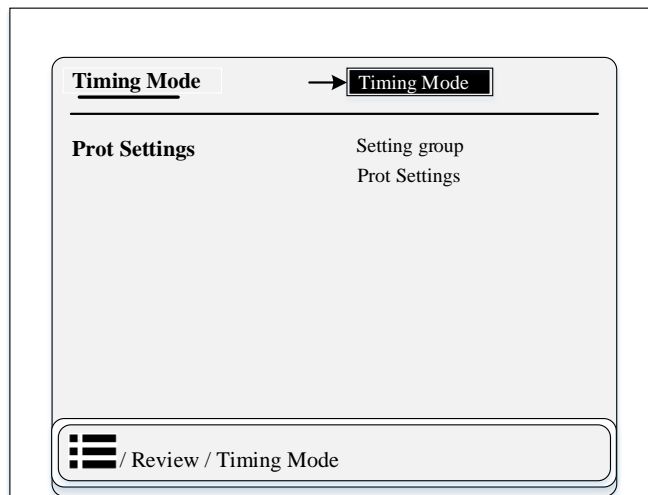 Timing Mode Timing Mode
Prot Settings Setting group
Prot Settings
/ Review / Timing Mode